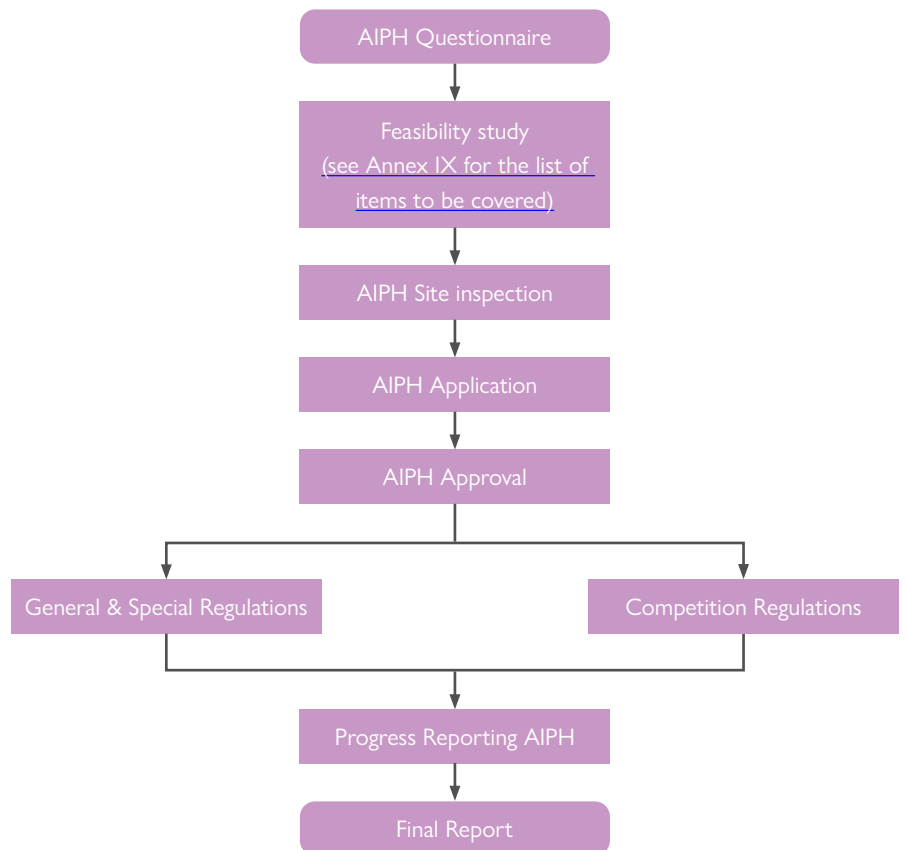 AIPH Questionnaire
Feasibility study
(see Annex IX for the list of
items to be covered)
AIPH Site inspection
AIPH Application
AIPH Approval
General & Special Regulations
Competition Regulations
Progress Reporting AIPH
Final Report